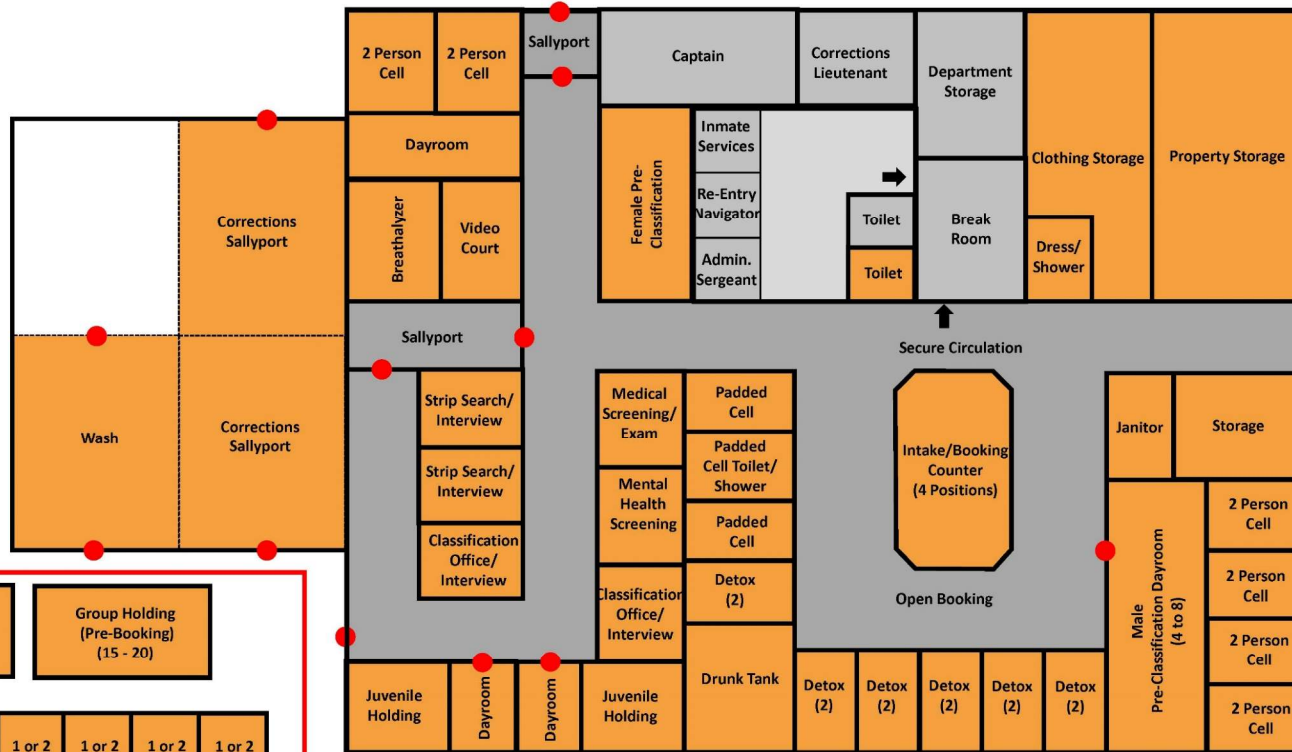 2 Person
Cell
2 Person
Cell
Sallyport
Captain
Corrections
Lieutenant
Department
Storage
Clothing Storage
Property Storage
Dayroom
Inmate
Services
Re-Entry
Navigator
Admin.
Sergeant
Female Pre-
Classification
Breathalyzer
Video
Court
Toilet
Toilet
Break
Room
Dress/
Shower
Corrections
Sallyport
Sallyport
Secure Circulation
Wash
Corrections
Sallyport
Strip Search/
Interview
Strip Search/
Interview
Classification
Office/
Interview
Medical
Screening/
Exam
Mental
Health
Screening
Classification
Office/
Interview
Padded
Cell
Padded
Cell Toilet/
Shower
Padded
Cell
Detox
(2)
Drunk Tank
Intake/Booking
Counter
(4 Positions)
Open Booking
Janitor
Storage
Male
Pre-Classification Dayroom
(4 to 8)
2 Person
Cell
2 Person
Cell
2 Person
Cell
2 Person
Cell
Group Holding
(Pre-Booking)
(15 - 20)
Juvenile
Holding
Dayroom
Dayroom
Juvenile
Holding
Detox
(2)
Detox
(2)
Detox
(2)
Detox
(2)
Detox
(2)
1 or 2
1 or 2
1 or 2
1 or 2